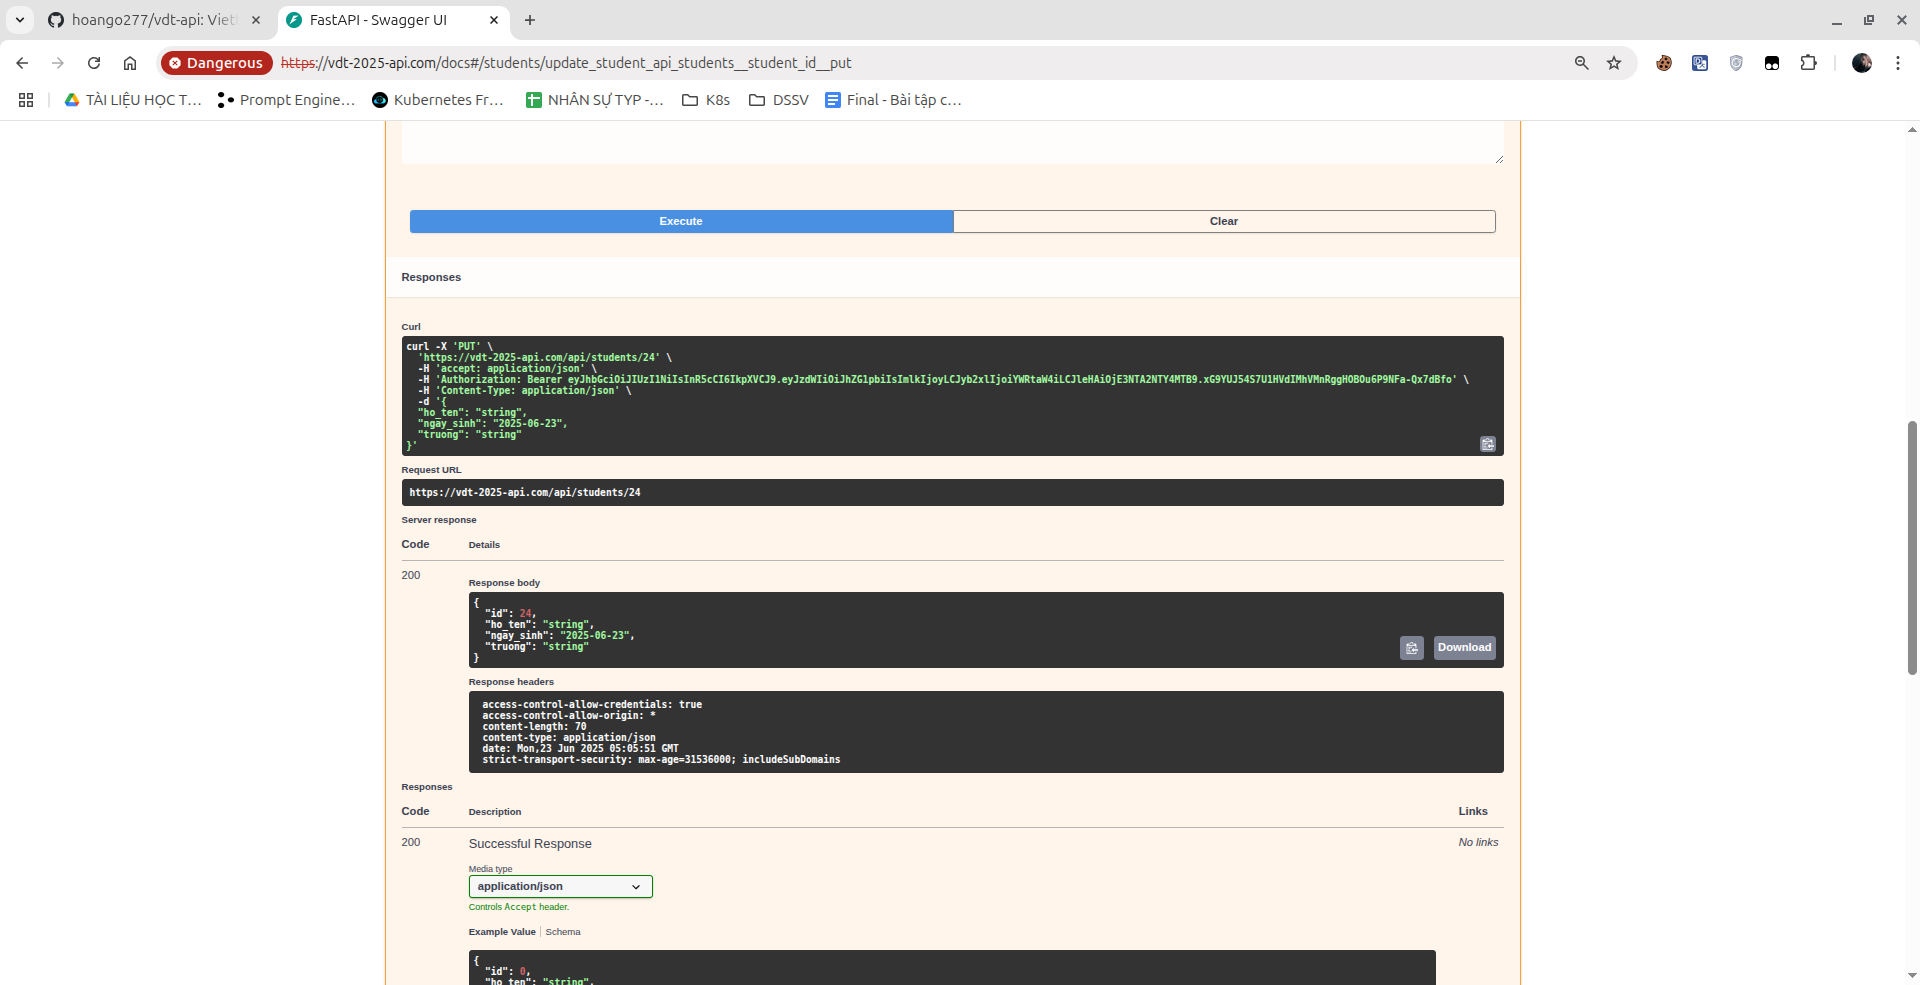 hoango277/vdt-api: Viet
FastAPI - Swagger UI
Dangerous
https://vdt-2025-api.com/docs#/students/update_student_api_students__student_id__put
TÀI LIỆU HỌC T...
Prompt Engine...
Kubernetes Fr...
NHÂN SỰ TYP -...
K8s
DSSV
Final - Bài tập c...
Execute
Clear
Responses
Curl
curl -X 'PUT' \
'https://vdt-2025-api.com/api/students/24' \
-H 'accept: application/json' \
-H 'Authorization: Bearer eyJhbGciOiJIUzI1NiIsInR5cCI6IkpXVCJ9.eyJzdWIiOiJhZG1pbiIsImlkIjoyLCJyb2xlIjoiYWRtaW4iLCJleHAiOjE3NTA2NTY4MTB9.xG9YUJ54S7U1HVdIMhVMnRggHOBOu6P9NFa-Qx7dBfo' \
-H 'Content-Type: application/json' \
-d '{
"ho_ten": "string",
"ngay_sinh": "2025-06-23",
"truong": "string"
}'
Request URL
https://vdt-2025-api.com/api/students/24
Server response
Code Details
200
Response body
{
"id": 24,
"ho_ten": "string",
"ngay_sinh": "2025-06-23",
"truong": "string"
}
Download
Response headers
access-control-allow-credentials: true
access-control-allow-origin: *
content-length: 70
content-type: application/json
date: Mon,23 Jun 2025 05:05:51 GMT
strict-transport-security: max-age=31536000; includeSubDomains
Responses
Code Description Links
200 Successful Response No links
Media type
application/json
Controls Accept header.
Example Value Schema
{
"id": 0,
"ho_ten": "string",